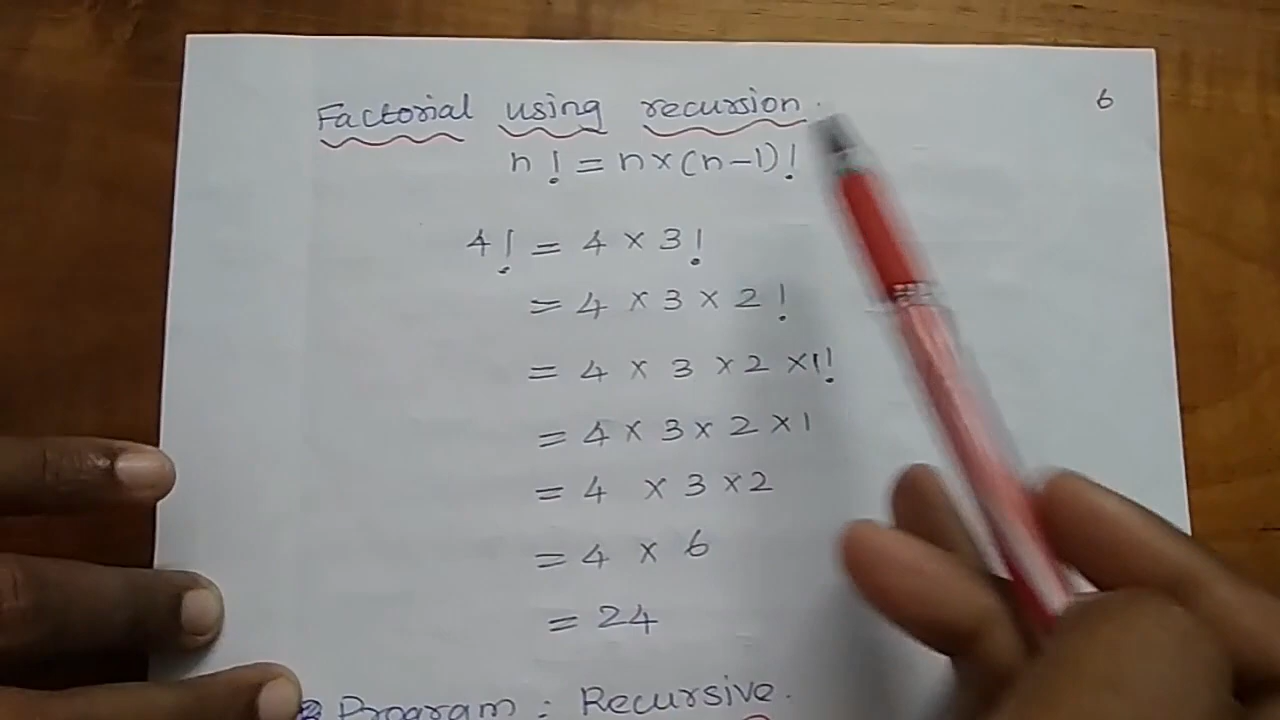 Factorial using recursion. 6
n! = n×(n-1)!
4! = 4 × 3!
= 4 × 3 × 2!
= 4 × 3 × 2 ×1!
= 4 × 3 × 2 × 1
= 4 × 3 × 2
= 4 × 6
= 24
Program : Recursive.